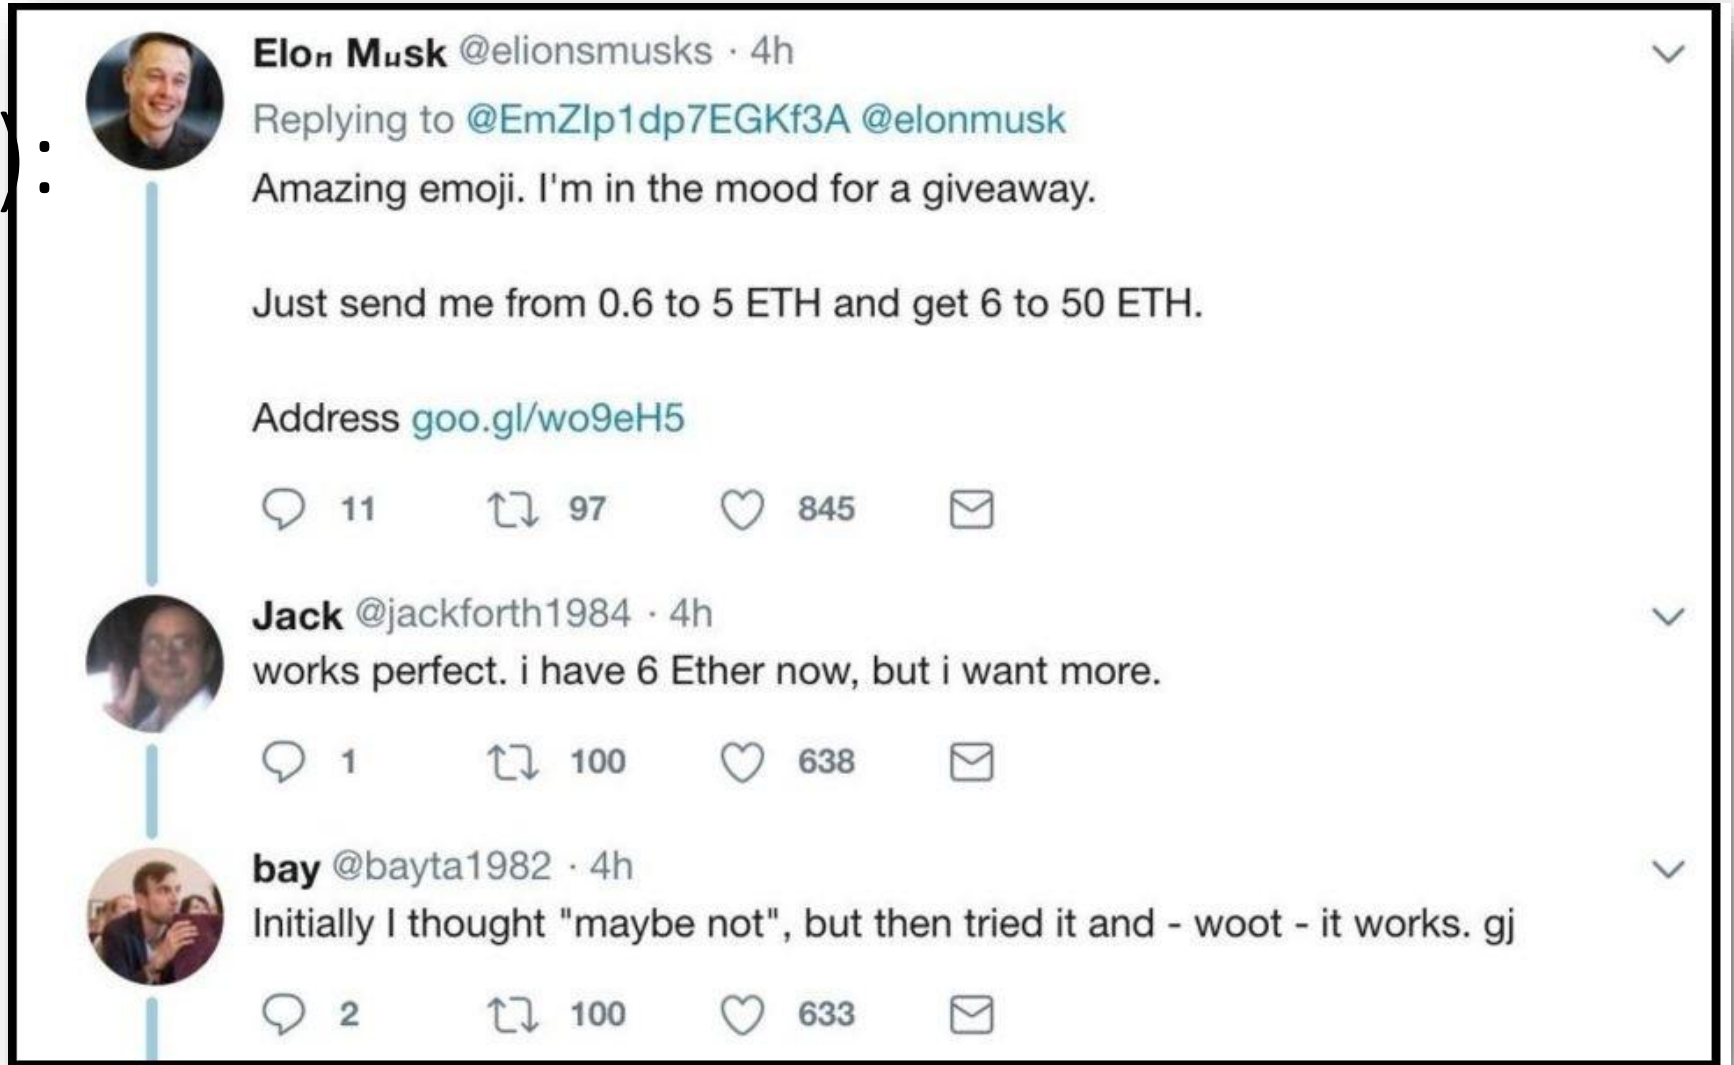 Eloп Mµsk @elionsmusks · 4h
Replying to @EmZlp1dp7EGKf3A @elonmusk
):
Amazing emoji. I'm in the mood for a giveaway.
Just send me from 0.6 to 5 ETH and get 6 to 50 ETH.
Address goo.gl/wo9eH5
11 97 845
Jack @jackforth1984 · 4h
works perfect. i have 6 Ether now, but i want more.
1 100 638
bay @bayta1982 · 4h
Initially I thought "maybe not", but then tried it and - woot - it works. gj
2 100 633